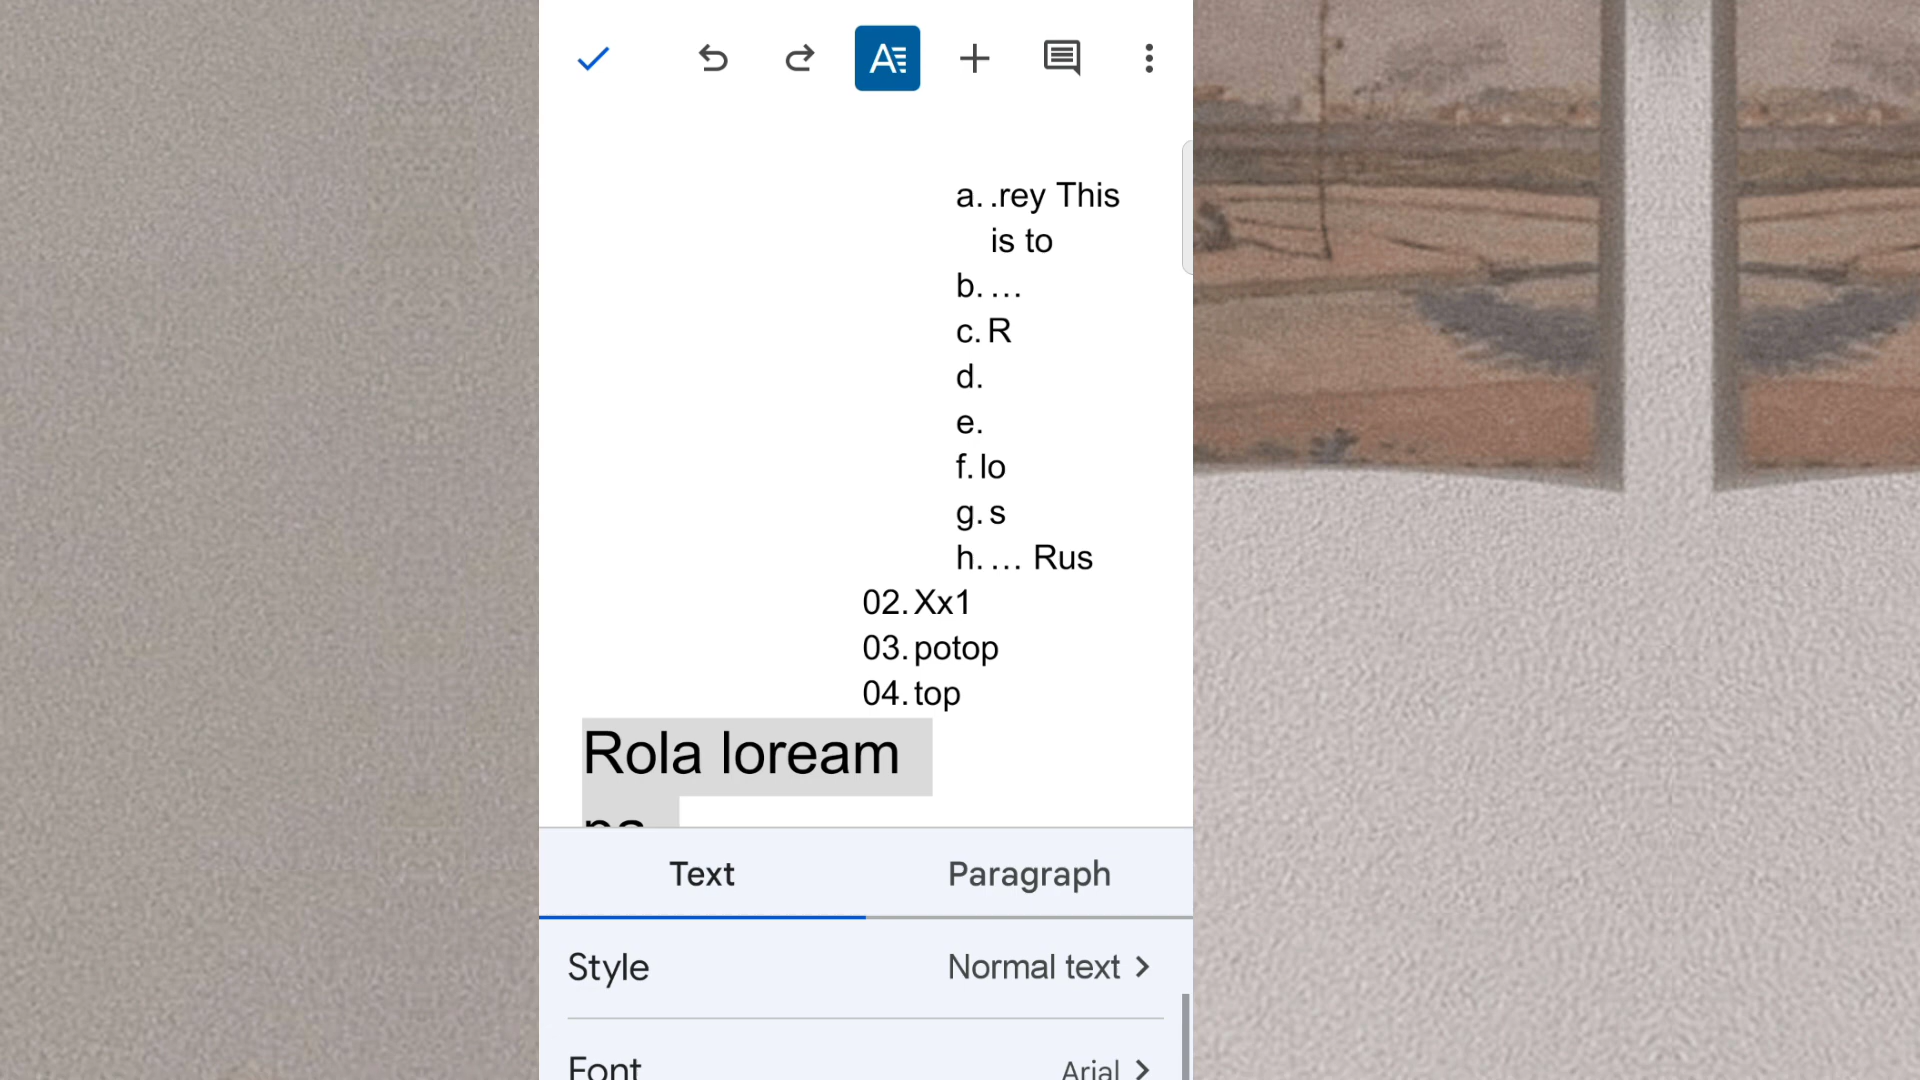 a. .rey This
is to
b. ...
c. R
d.
e.
f. lo
g. s
h. ... Rus
02. Xx1
03. potop
04. top
Rola loream
pa
Text
Paragraph
Style
Normal text
Font
Arial